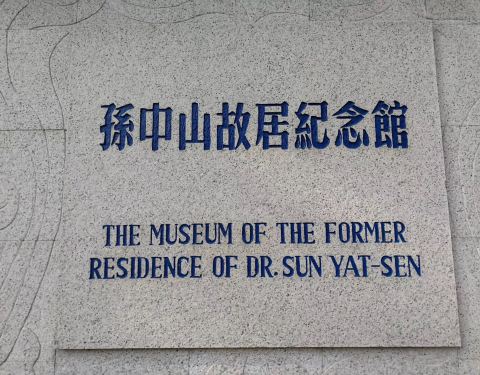 孫中山故居紀念館
THE MUSEUM OF THE FORMER
RESIDENCE OF DR. SUN YAT-SEN